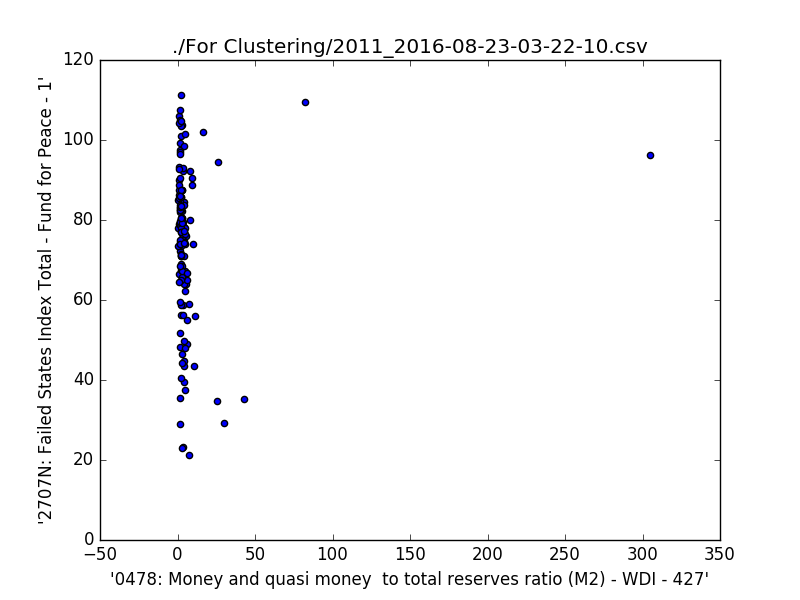 ./For Clustering/2011_2016-08-23-03-22-10.csv
120
100
80
60
40
20
0
'2707N: Failed States Index Total - Fund for Peace - 1'
−50 0 50 100 150 200 250 300 350
'0478: Money and quasi money  to total reserves ratio (M2) - WDI - 427'